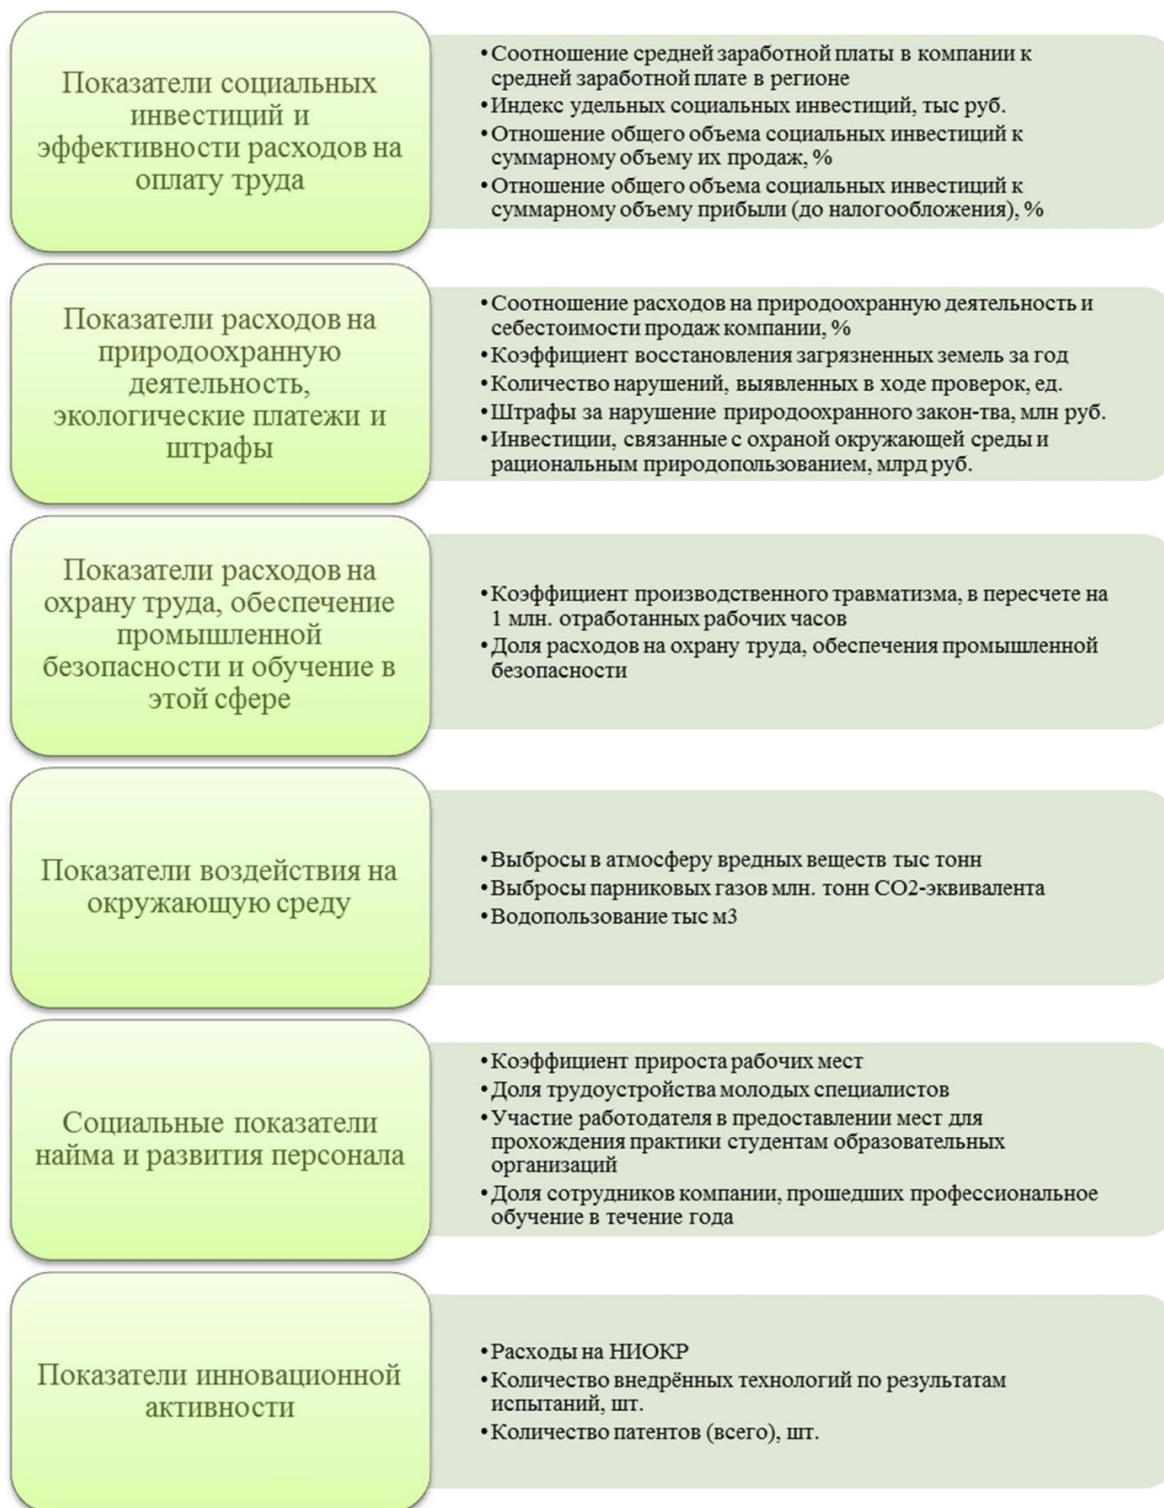 Показатели социальных
инвестиций и
эффективности расходов на
оплату труда
•Соотношение средней заработной платы в компании к
средней заработной плате в регионе
•Индекс удельных социальных инвестиций, тыс руб.
•Отношение общего объема социальных инвестиций к
суммарному объему их продаж, %
•Отношение общего объема социальных инвестиций к
суммарному объему прибыли (до налогообложения), %
Показатели расходов на
природоохранную
деятельность,
экологические платежи и
штрафы
•Соотношение расходов на природоохранную деятельность и
себестоимости продаж компании, %
•Коэффициент восстановления загрязненных земель за год
•Количество нарушений, выявленных в ходе проверок, ед.
•Штрафы за нарушение природоохранного закон-тва, млн руб.
•Инвестиции, связанные с охраной окружающей среды и
рациональным природопользованием, млрд руб.
Показатели расходов на
охрану труда, обеспечение
промышленной
безопасности и обучение в
этой сфере
•Коэффициент производственного травматизма, в пересчете на
1 млн. отработанных рабочих часов
•Доля расходов на охрану труда, обеспечения промышленной
безопасности
Показатели воздействия на
окружающую среду
•Выбросы в атмосферу вредных веществ тыс тонн
•Выбросы парниковых газов млн. тонн СО2-эквивалента
•Водопользование тыс м3
Социальные показатели
найма и развития персонала
•Коэффициент прироста рабочих мест
•Доля трудоустройства молодых специалистов
•Участие работодателя в предоставлении мест для
прохождения практики студентам образовательных
организаций
•Доля сотрудников компании, прошедших профессиональное
обучение в течение года
Показатели инновационной
активности
•Расходы на НИОКР
•Количество внедрённых технологий по результатам
испытаний, шт.
•Количество патентов (всего), шт.